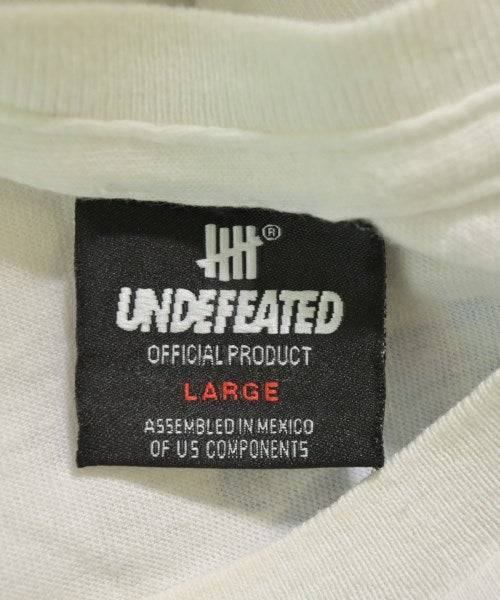 ®
UNDEFEATED
OFFICIAL PRODUCT
LARGE
ASSEMBLED IN MEXICO
OF US COMPONENTS